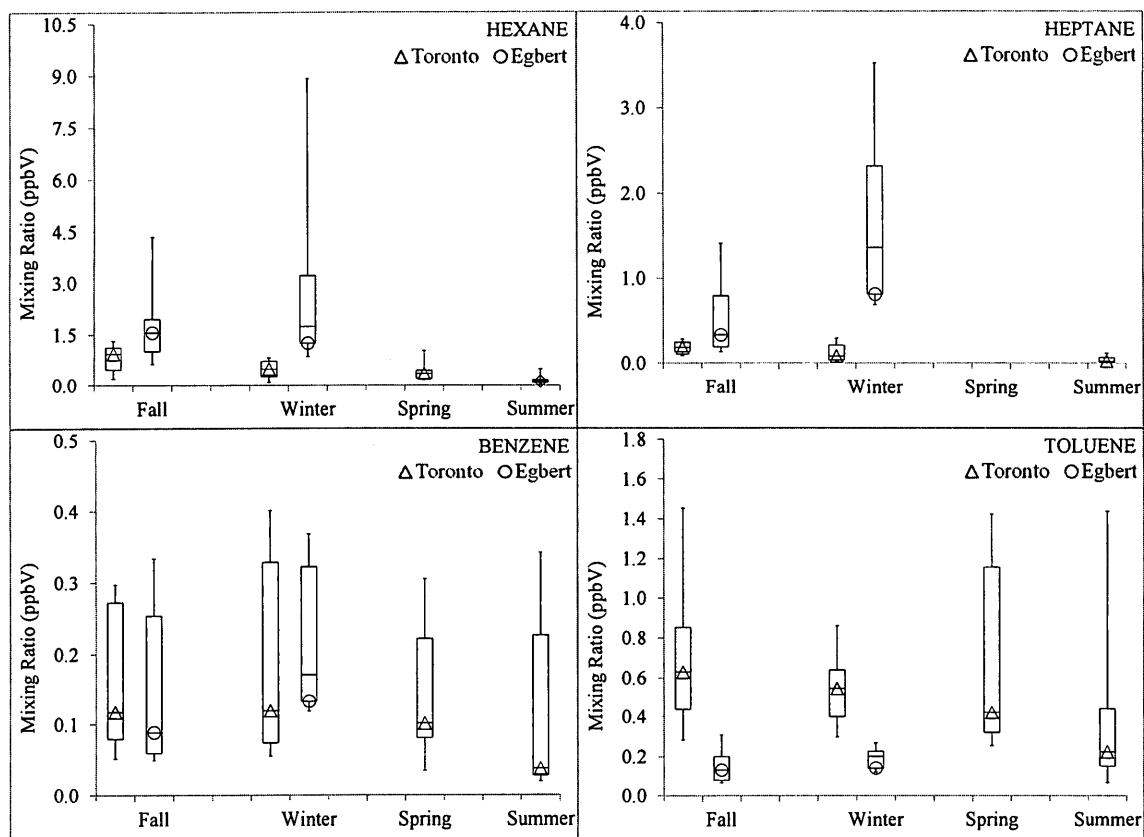 HEXANE
△Toronto ○Egbert
Mixing Ratio (ppbV)
10.5
9.0
7.5
6.0
4.5
3.0
1.5
0.0
Fall Winter Spring Summer
HEPTANE
△Toronto ○Egbert
Mixing Ratio (ppbV)
4.0
4.0
3.0
2.0
1.0
0.0
Fall Winter Spring Summer
BENZENE
△Toronto ○Egbert
Mixing Ratio (ppbV)
0.5
0.4
0.3
0.2
0.1
0.0
Fall Winter Spring Summer
TOLUENE
△Toronto ○Egbert
Mixing Ratio (ppbV)
1.8
1.6
1.4
1.2
1.0
0.8
0.6
0.4
0.2
0.0
Fall Winter Spring Summer